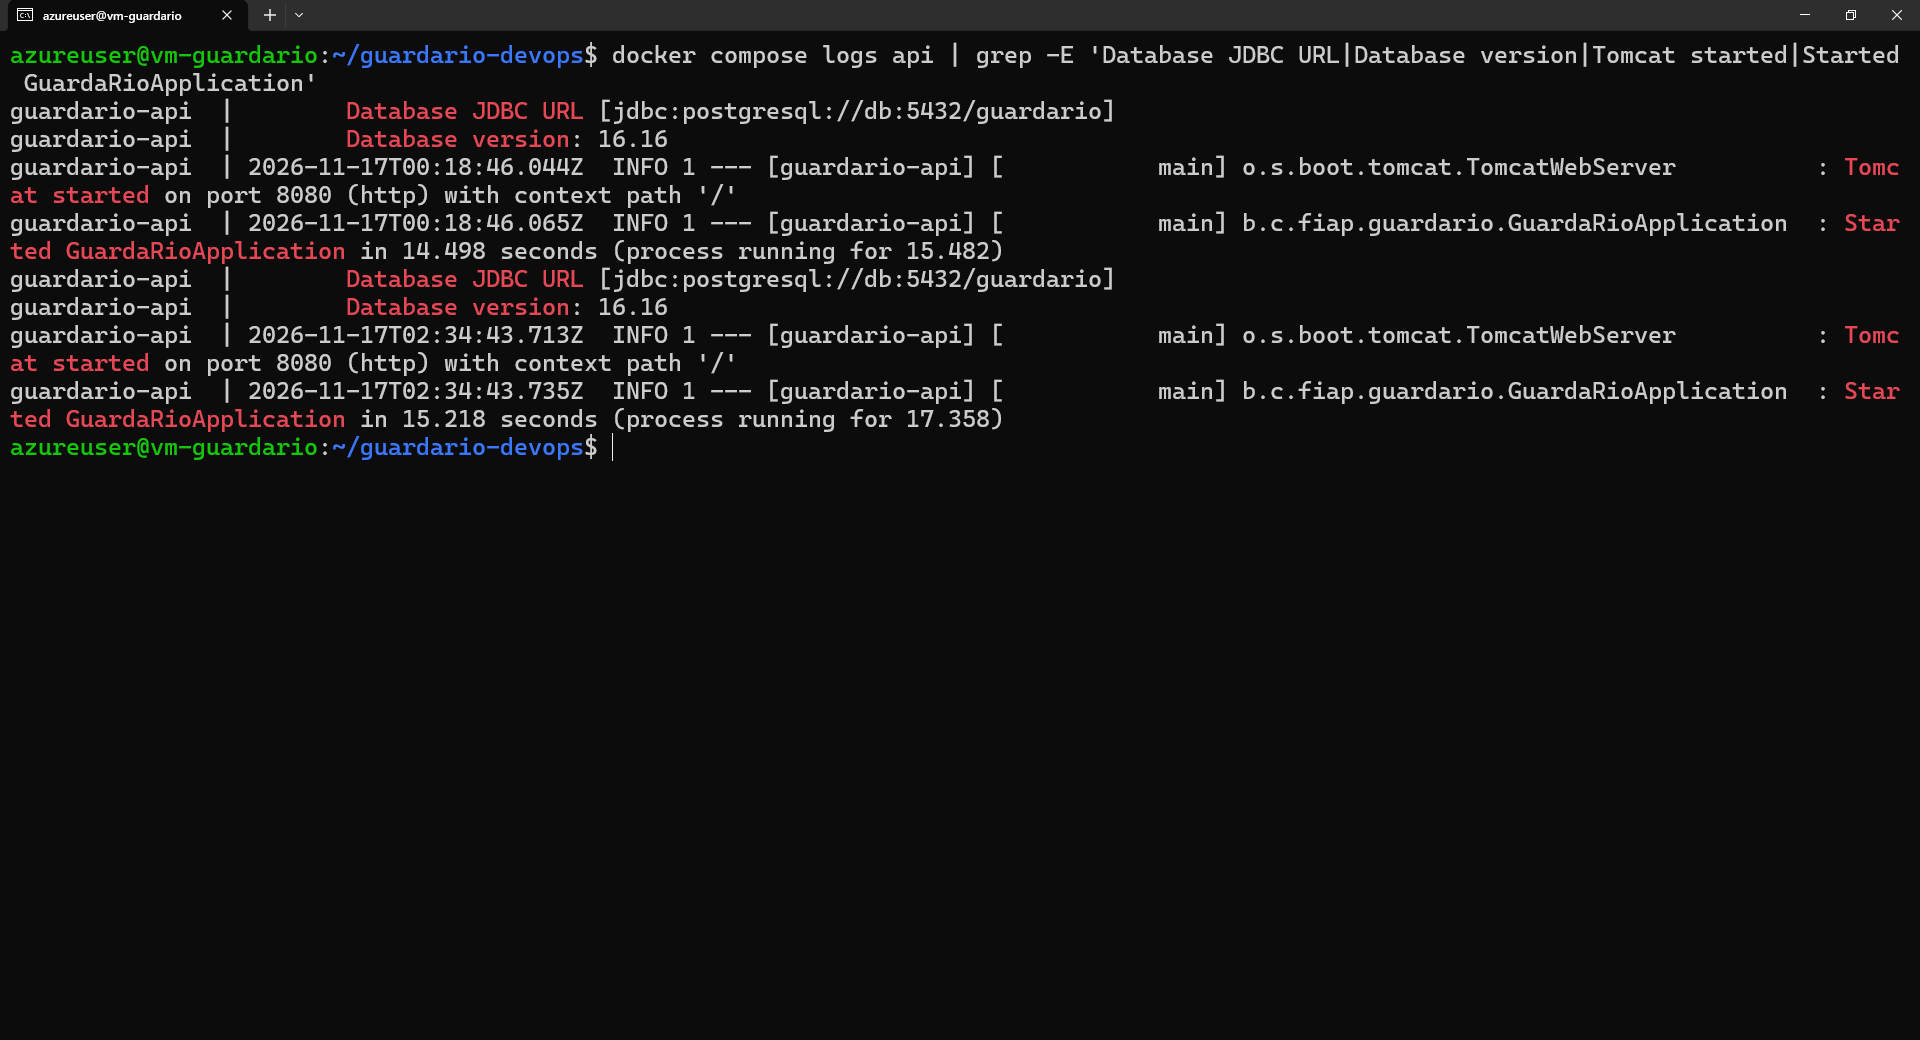 azureuser@vm-guardario
azureuser@vm-guardario:~/guardario-devops$ docker compose logs api | grep -E 'Database JDBC URL|Database version|Tomcat started|Started
 GuardaRioApplication'
guardario-api  |        Database JDBC URL [jdbc:postgresql://db:5432/guardario]
guardario-api  |        Database version: 16.16
guardario-api  | 2026-11-17T00:18:46.044Z  INFO 1 --- [guardario-api] [           main] o.s.boot.tomcat.TomcatWebServer          : Tomc
at started on port 8080 (http) with context path '/'
guardario-api  | 2026-11-17T00:18:46.065Z  INFO 1 --- [guardario-api] [           main] b.c.fiap.guardario.GuardaRioApplication  : Star
ted GuardaRioApplication in 14.498 seconds (process running for 15.482)
guardario-api  |        Database JDBC URL [jdbc:postgresql://db:5432/guardario]
guardario-api  |        Database version: 16.16
guardario-api  | 2026-11-17T02:34:43.713Z  INFO 1 --- [guardario-api] [           main] o.s.boot.tomcat.TomcatWebServer          : Tomc
at started on port 8080 (http) with context path '/'
guardario-api  | 2026-11-17T02:34:43.735Z  INFO 1 --- [guardario-api] [           main] b.c.fiap.guardario.GuardaRioApplication  : Star
ted GuardaRioApplication in 15.218 seconds (process running for 17.358)
azureuser@vm-guardario:~/guardario-devops$